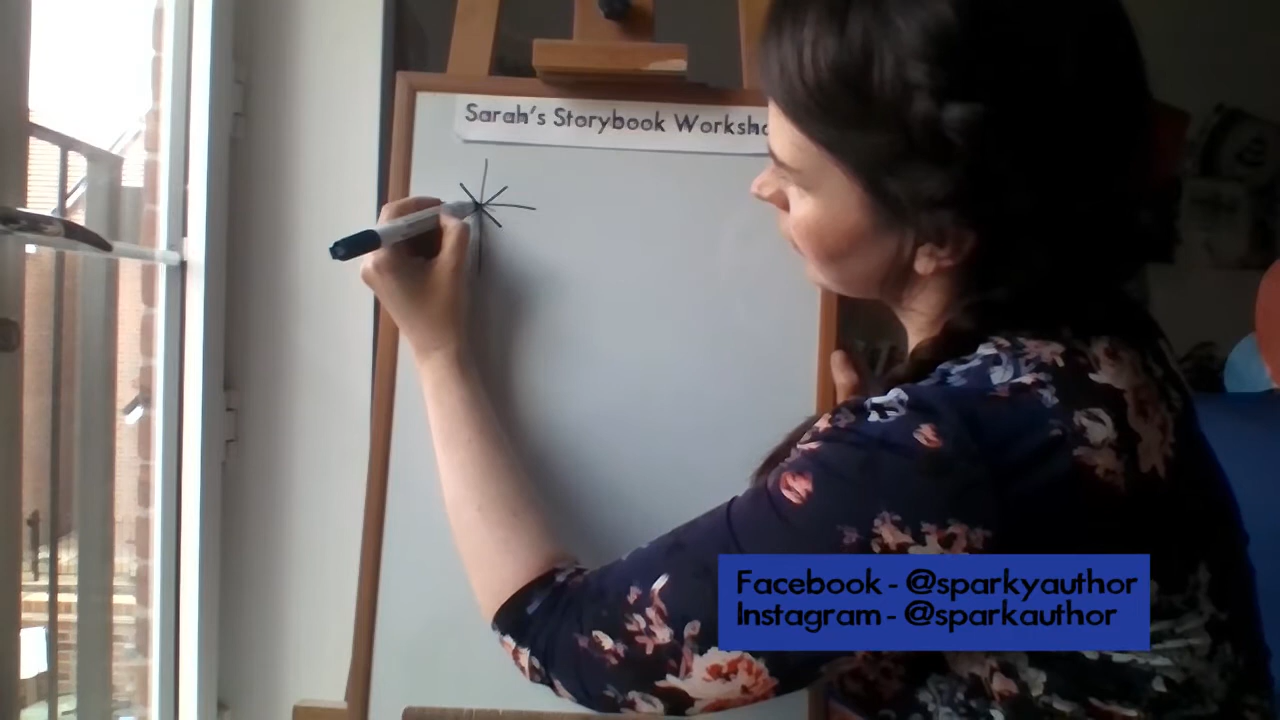 Sarah's Storybook Worksho
Facebook - @sparkyauthor
Instagram - @sparkauthor